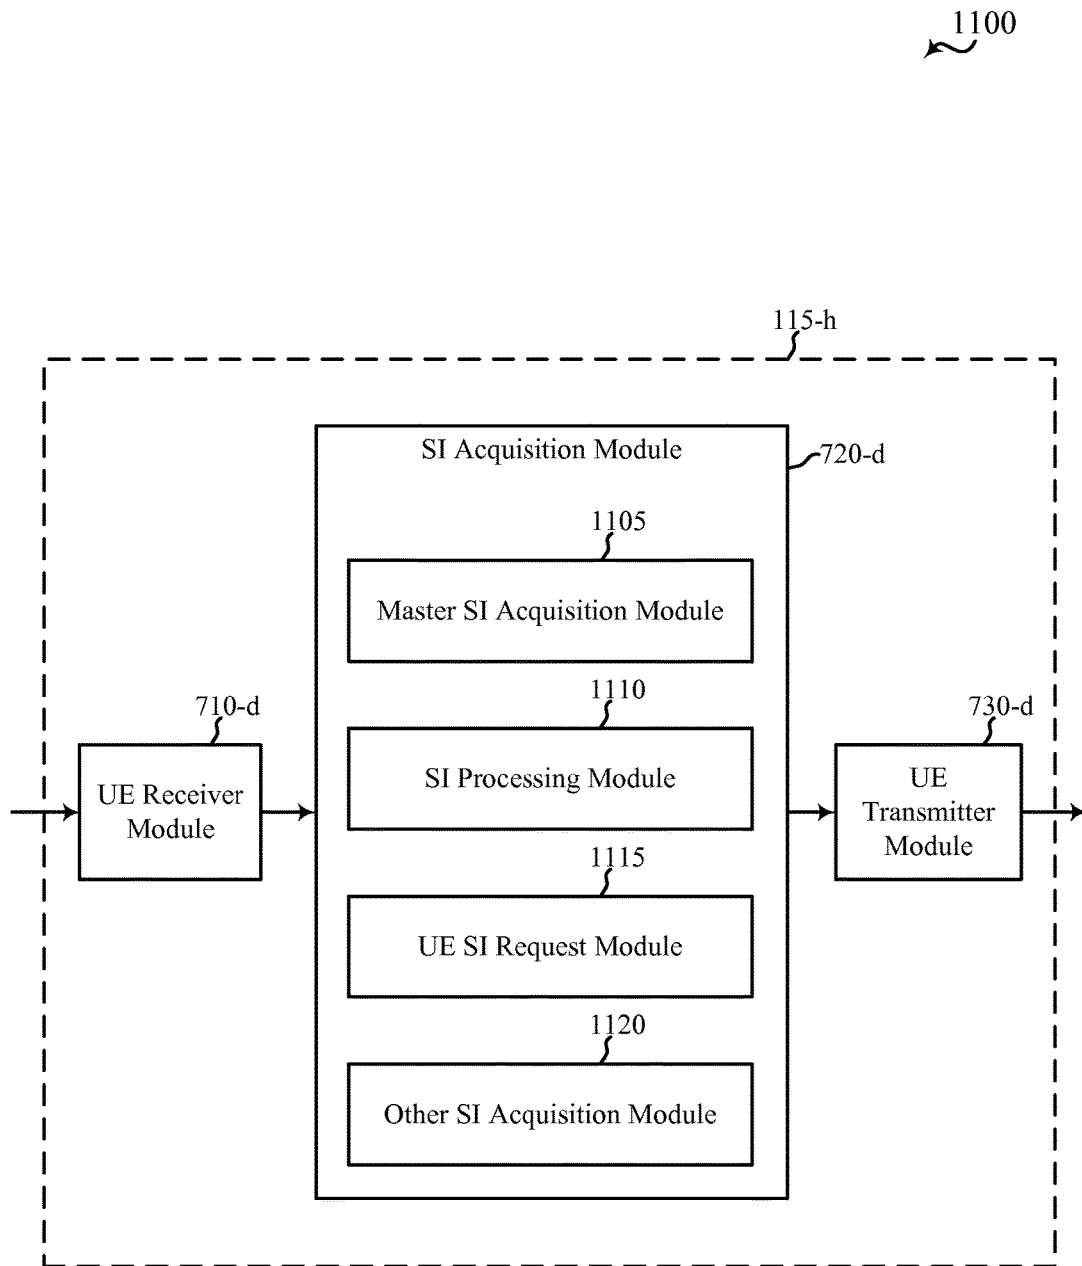 1100
115-h
SI Acquisition Module
720-d
1105
Master SI Acquisition Module
1110
SI Processing Module
710-d
UE Receiver
Module
730-d
UE
Transmitter
Module
1115
UE SI Request Module
1120
Other SI Acquisition Module